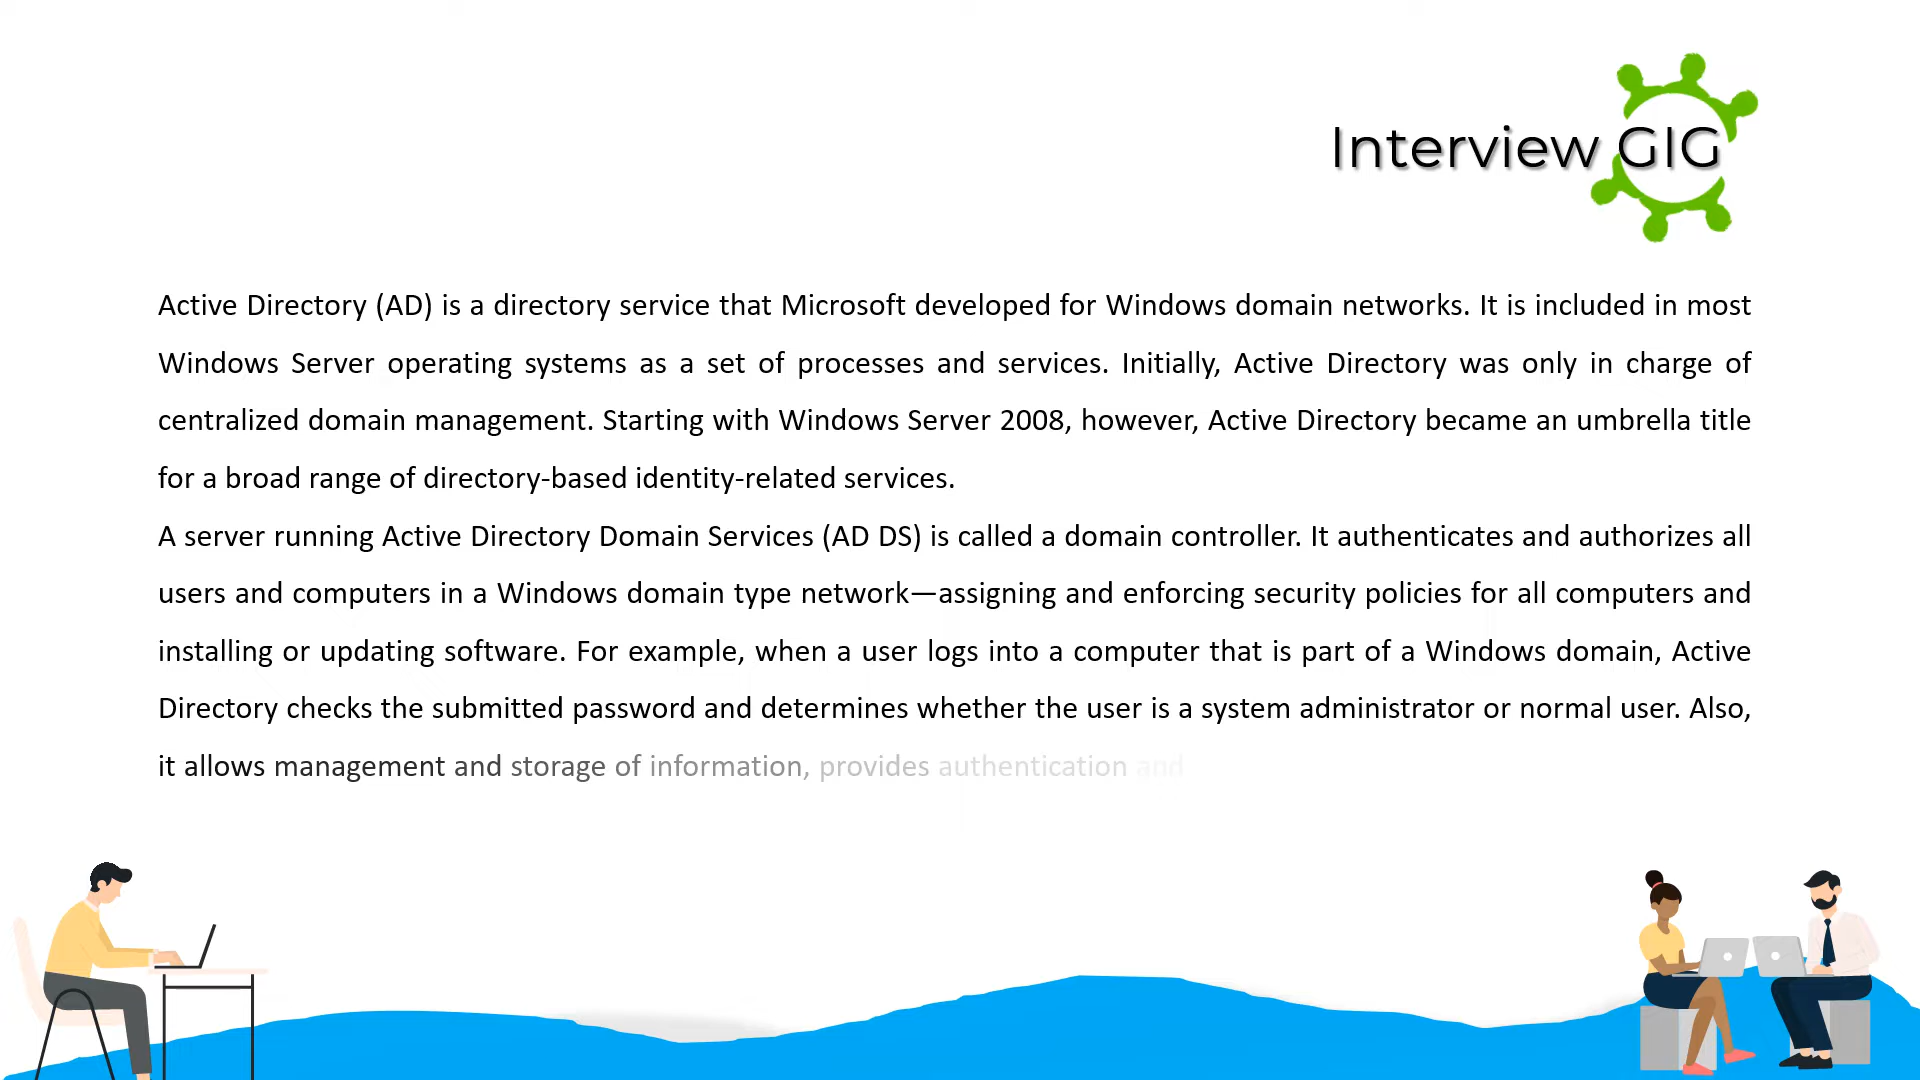 Interview GIG
Active Directory (AD) is a directory service that Microsoft developed for Windows domain networks. It is included in most
Windows Server operating systems as a set of processes and services. Initially, Active Directory was only in charge of
centralized domain management. Starting with Windows Server 2008, however, Active Directory became an umbrella title
for a broad range of directory-based identity-related services.
A server running Active Directory Domain Services (AD DS) is called a domain controller. It authenticates and authorizes all
users and computers in a Windows domain type network—assigning and enforcing security policies for all computers and
installing or updating software. For example, when a user logs into a computer that is part of a Windows domain, Active
Directory checks the submitted password and determines whether the user is a system administrator or normal user. Also,
it allows management and storage of information, provides authentication and